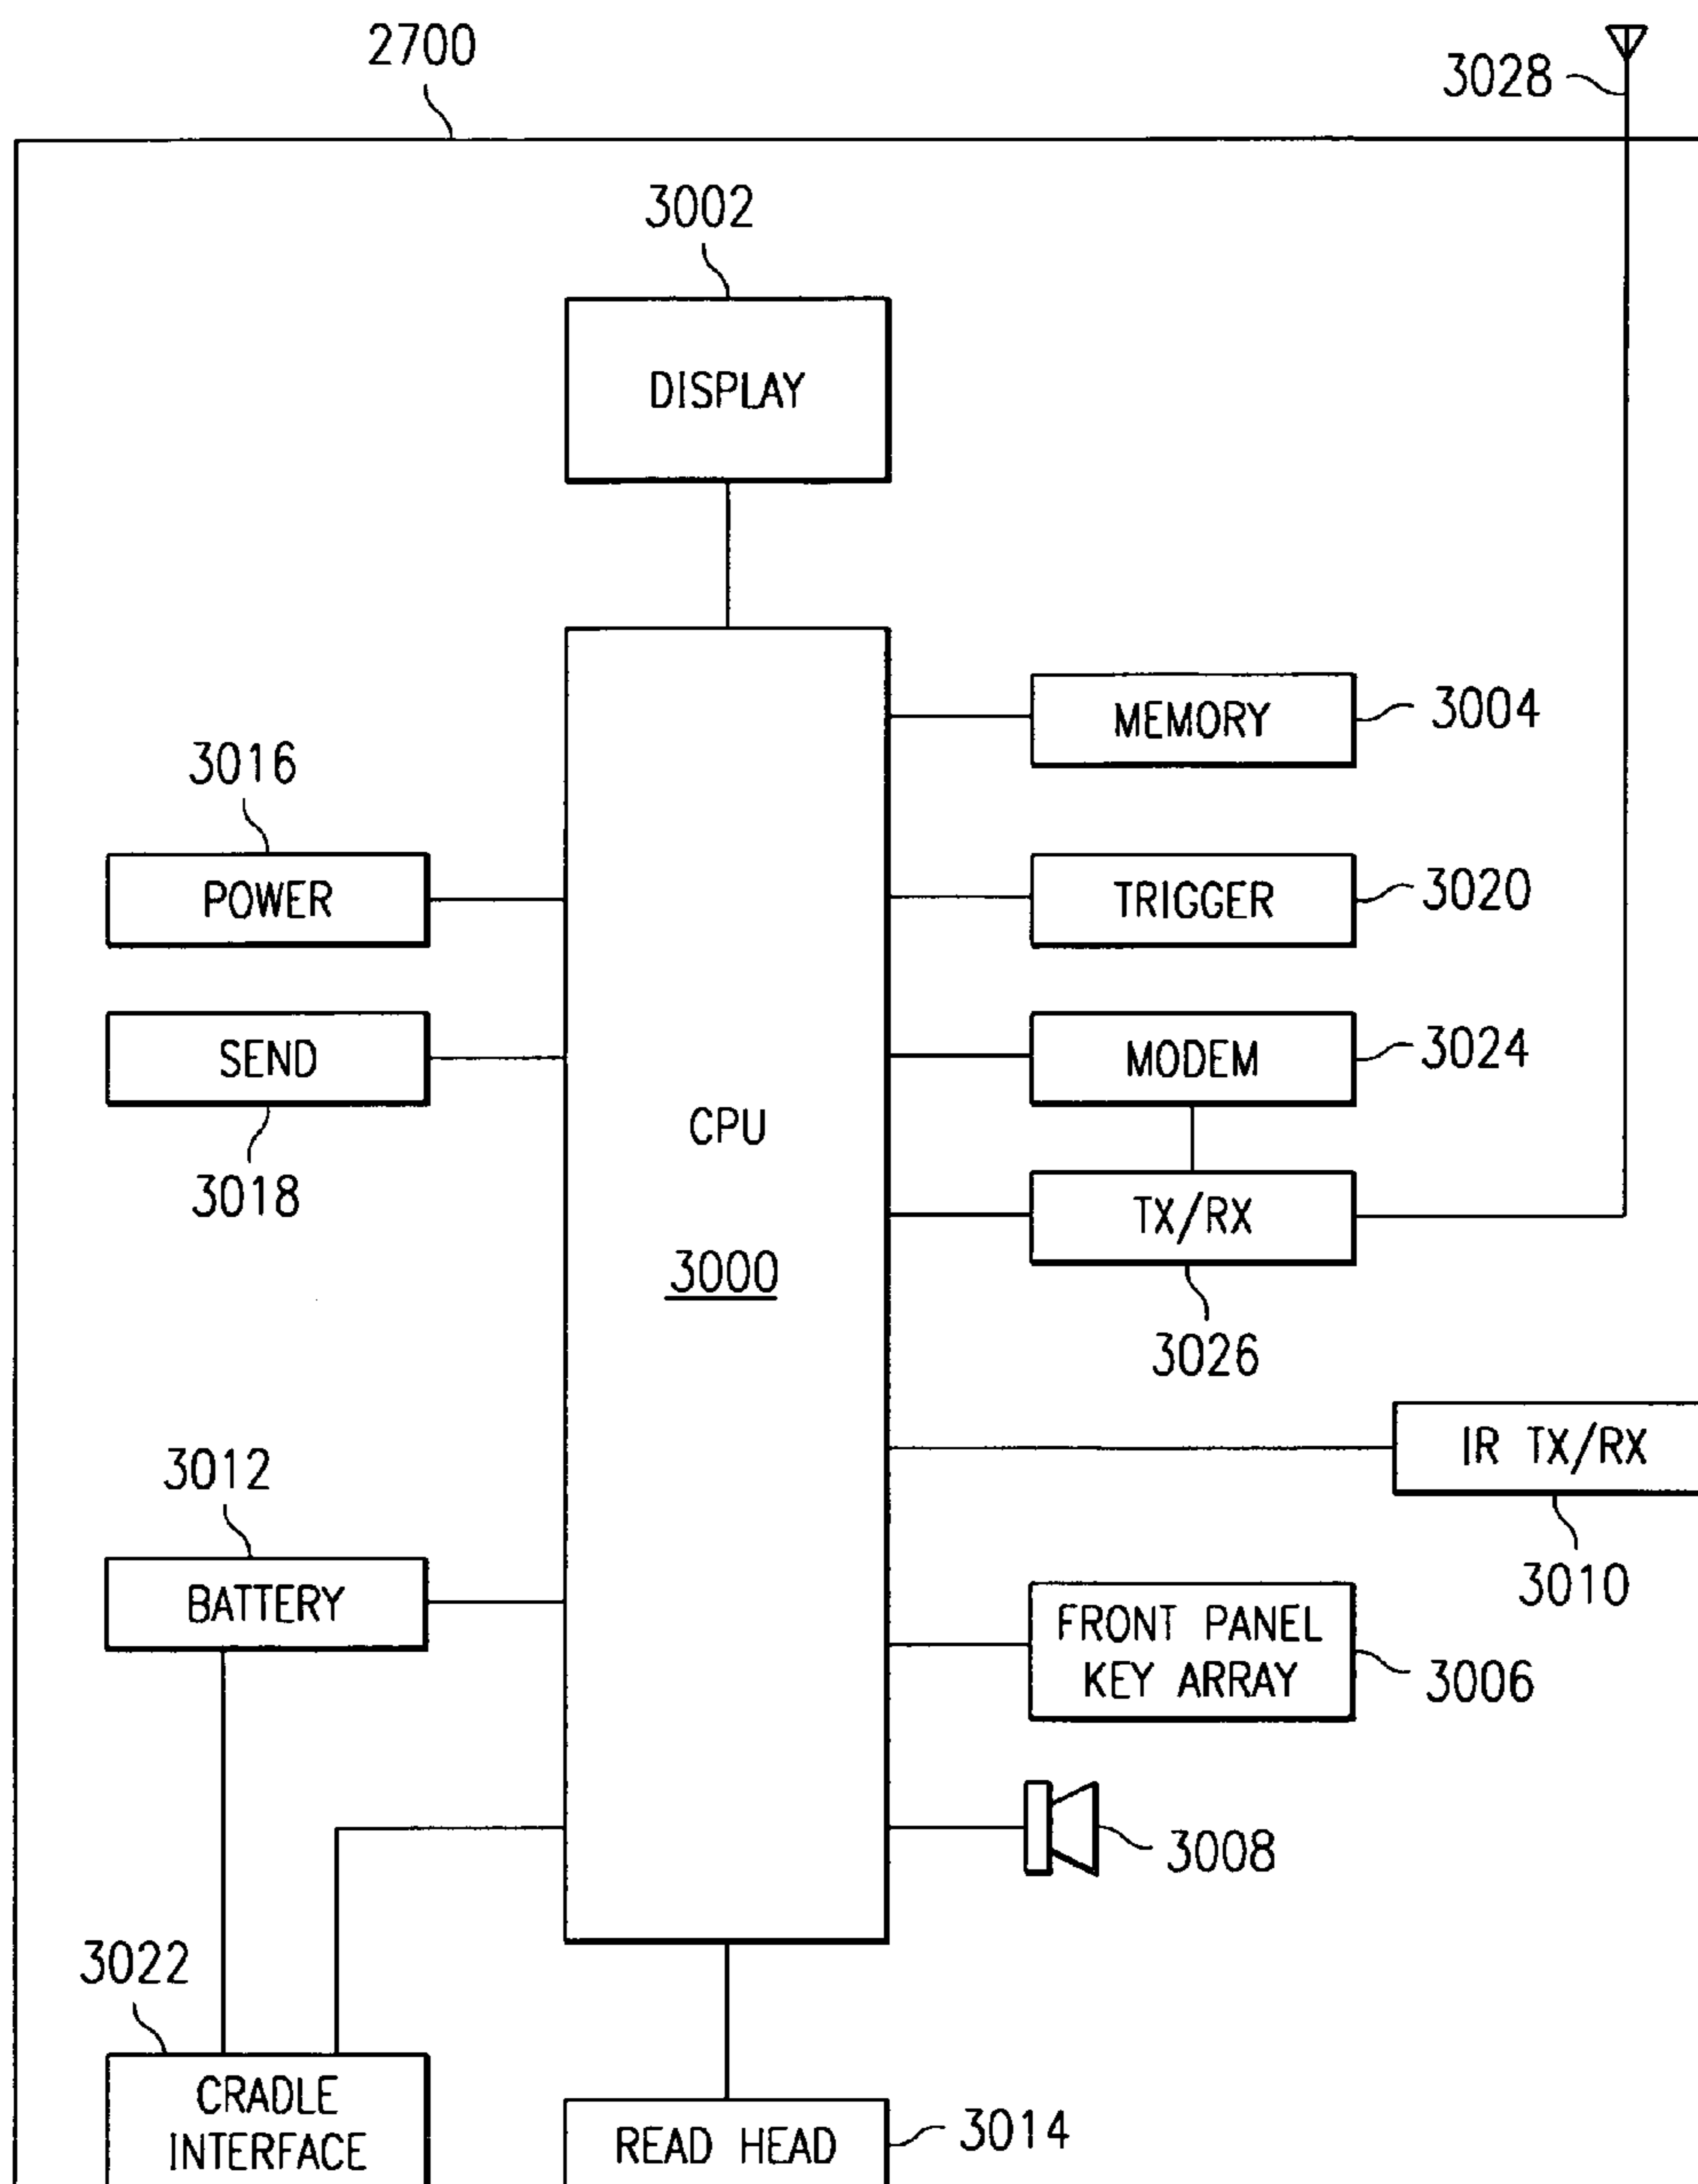 2700
3028
3002
DISPLAY
MEMORY
3004
3016
POWER
TRIGGER
3020
SEND
MODEM
3024
CPU
3018
TX/RX
3000
3026
IR TX/RX
3012
3010
BATTERY
FRONT PANEL
KEY ARRAY
3006
3008
3022
CRADLE
INTERFACE
READ HEAD
3014